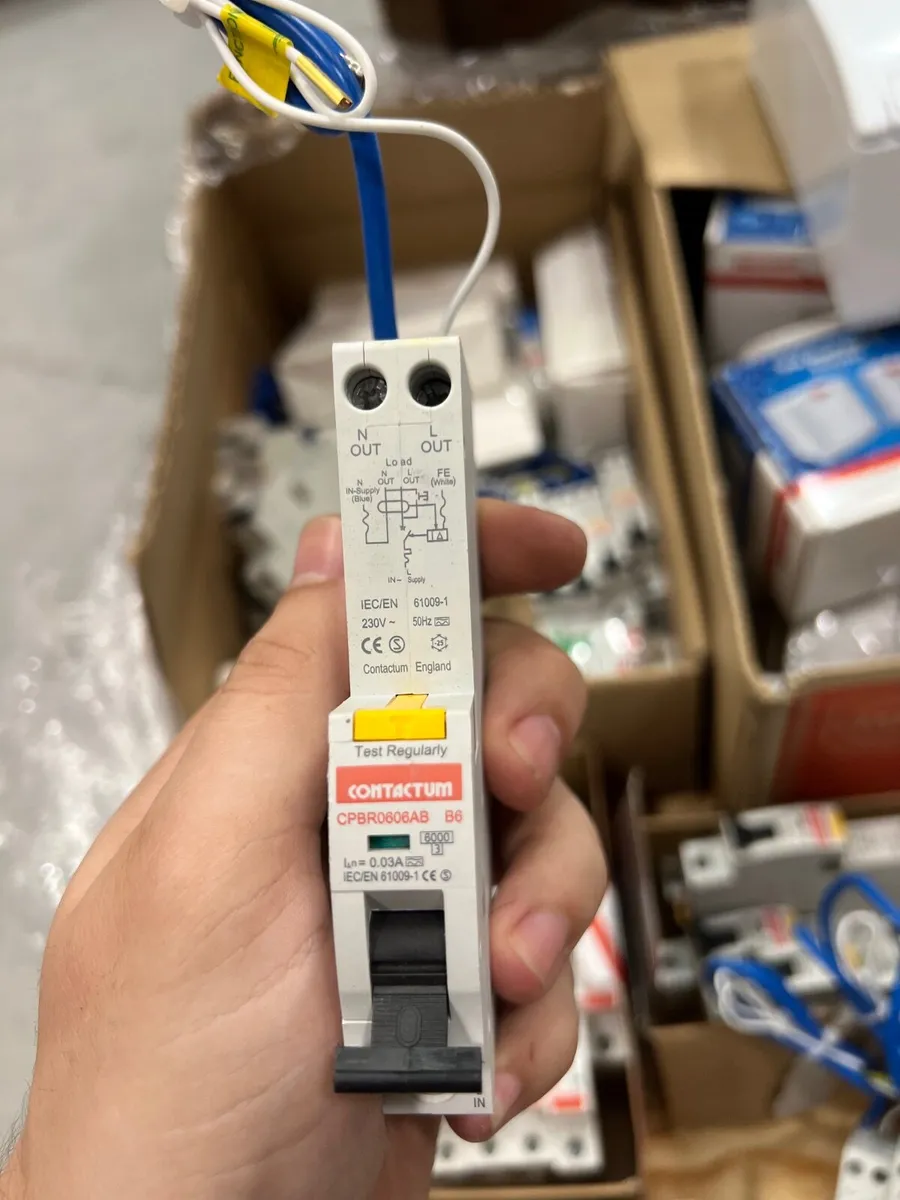 N
OUT
L
OUT
Load
N
OUT
L
OUT
FE
(White)
N
IN-Supply
(Blue)
L
IN~ Supply
IEC/EN 61009-1
230V ~ 50Hz
CE S -25
Contactum England
Test Regularly
CONTACTUM
CPBR0606AB B6
6000
3
I∆n = 0.03A
IEC/EN 61009-1 CE S
O
IN